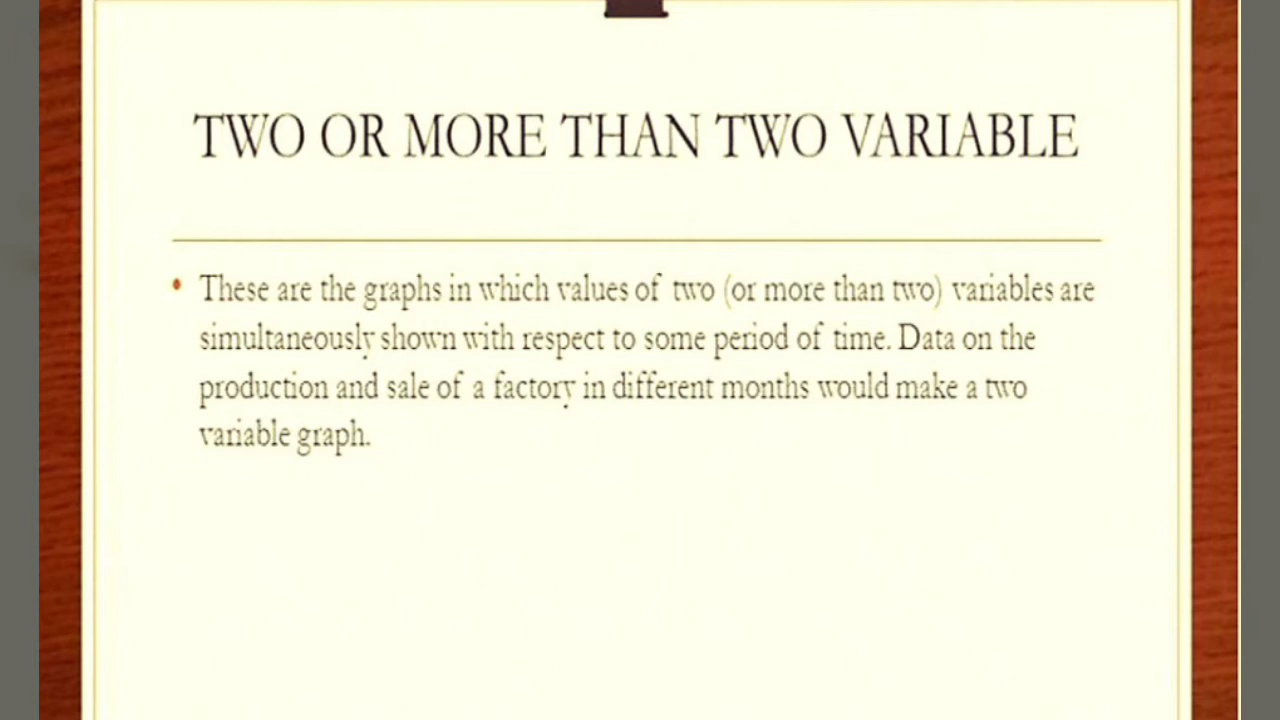 TWO OR MORE THAN TWO VARIABLE
• These are the graphs in which values of two (or more than two) variables are
simultaneously shown with respect to some period of time. Data on the
production and sale of a factory in different months would make a two
variable graph.